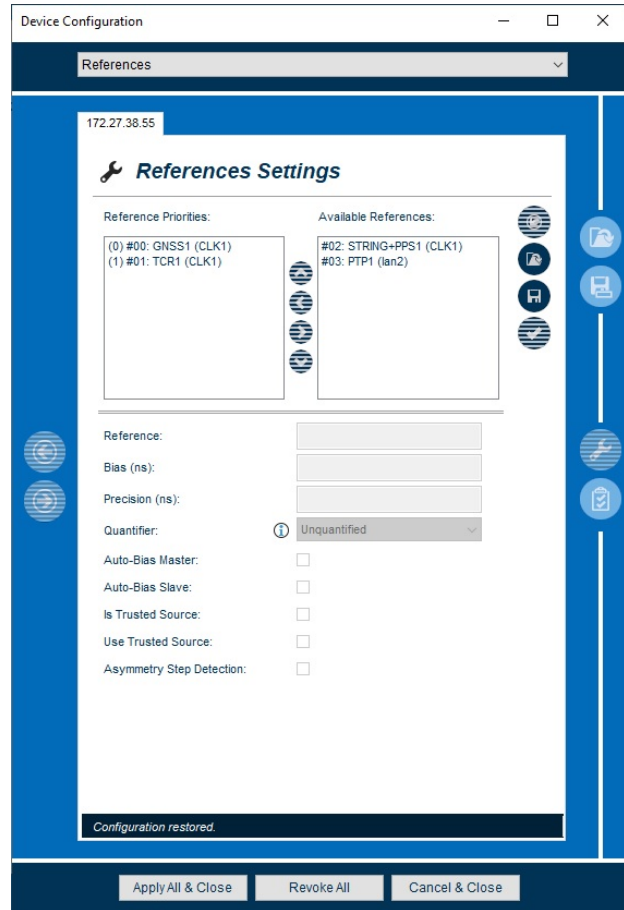 Device Configuration
References
172.27.38.55
References Settings
Reference Priorities:
Available References:
(0) #00: GNSS1 (CLK1)
(1) #01: TCR1 (CLK1)
#02: STRING+PPS1 (CLK1)
#03: PTP1 (lan2)
Reference:
Bias (ns):
Precision (ns):
Quantifier:
Unquantified
Auto-Bias Master:
Auto-Bias Slave:
Is Trusted Source:
Use Trusted Source:
Asymmetry Step Detection:
Configuration restored.
Apply All & Close
Revoke All
Cancel & Close